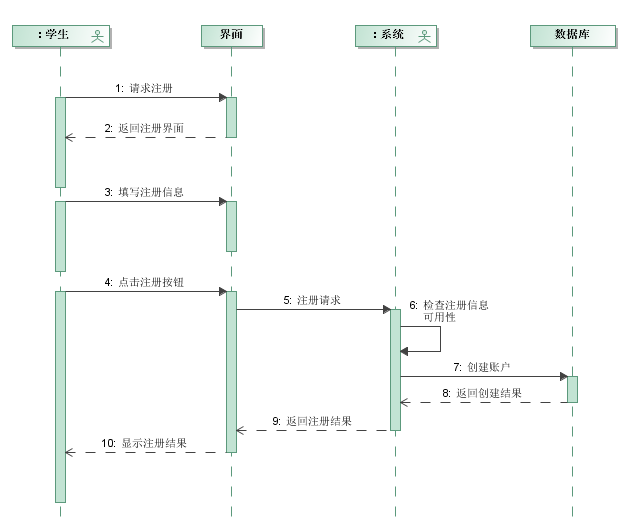 ：学生
界面
：系统
数据库
1: 请求注册
2: 返回注册界面
3: 填写注册信息
4: 点击注册按钮
5: 注册请求
6: 检查注册信息
可用性
7: 创建账户
8: 返回创建结果
9: 返回注册结果
10: 显示注册结果